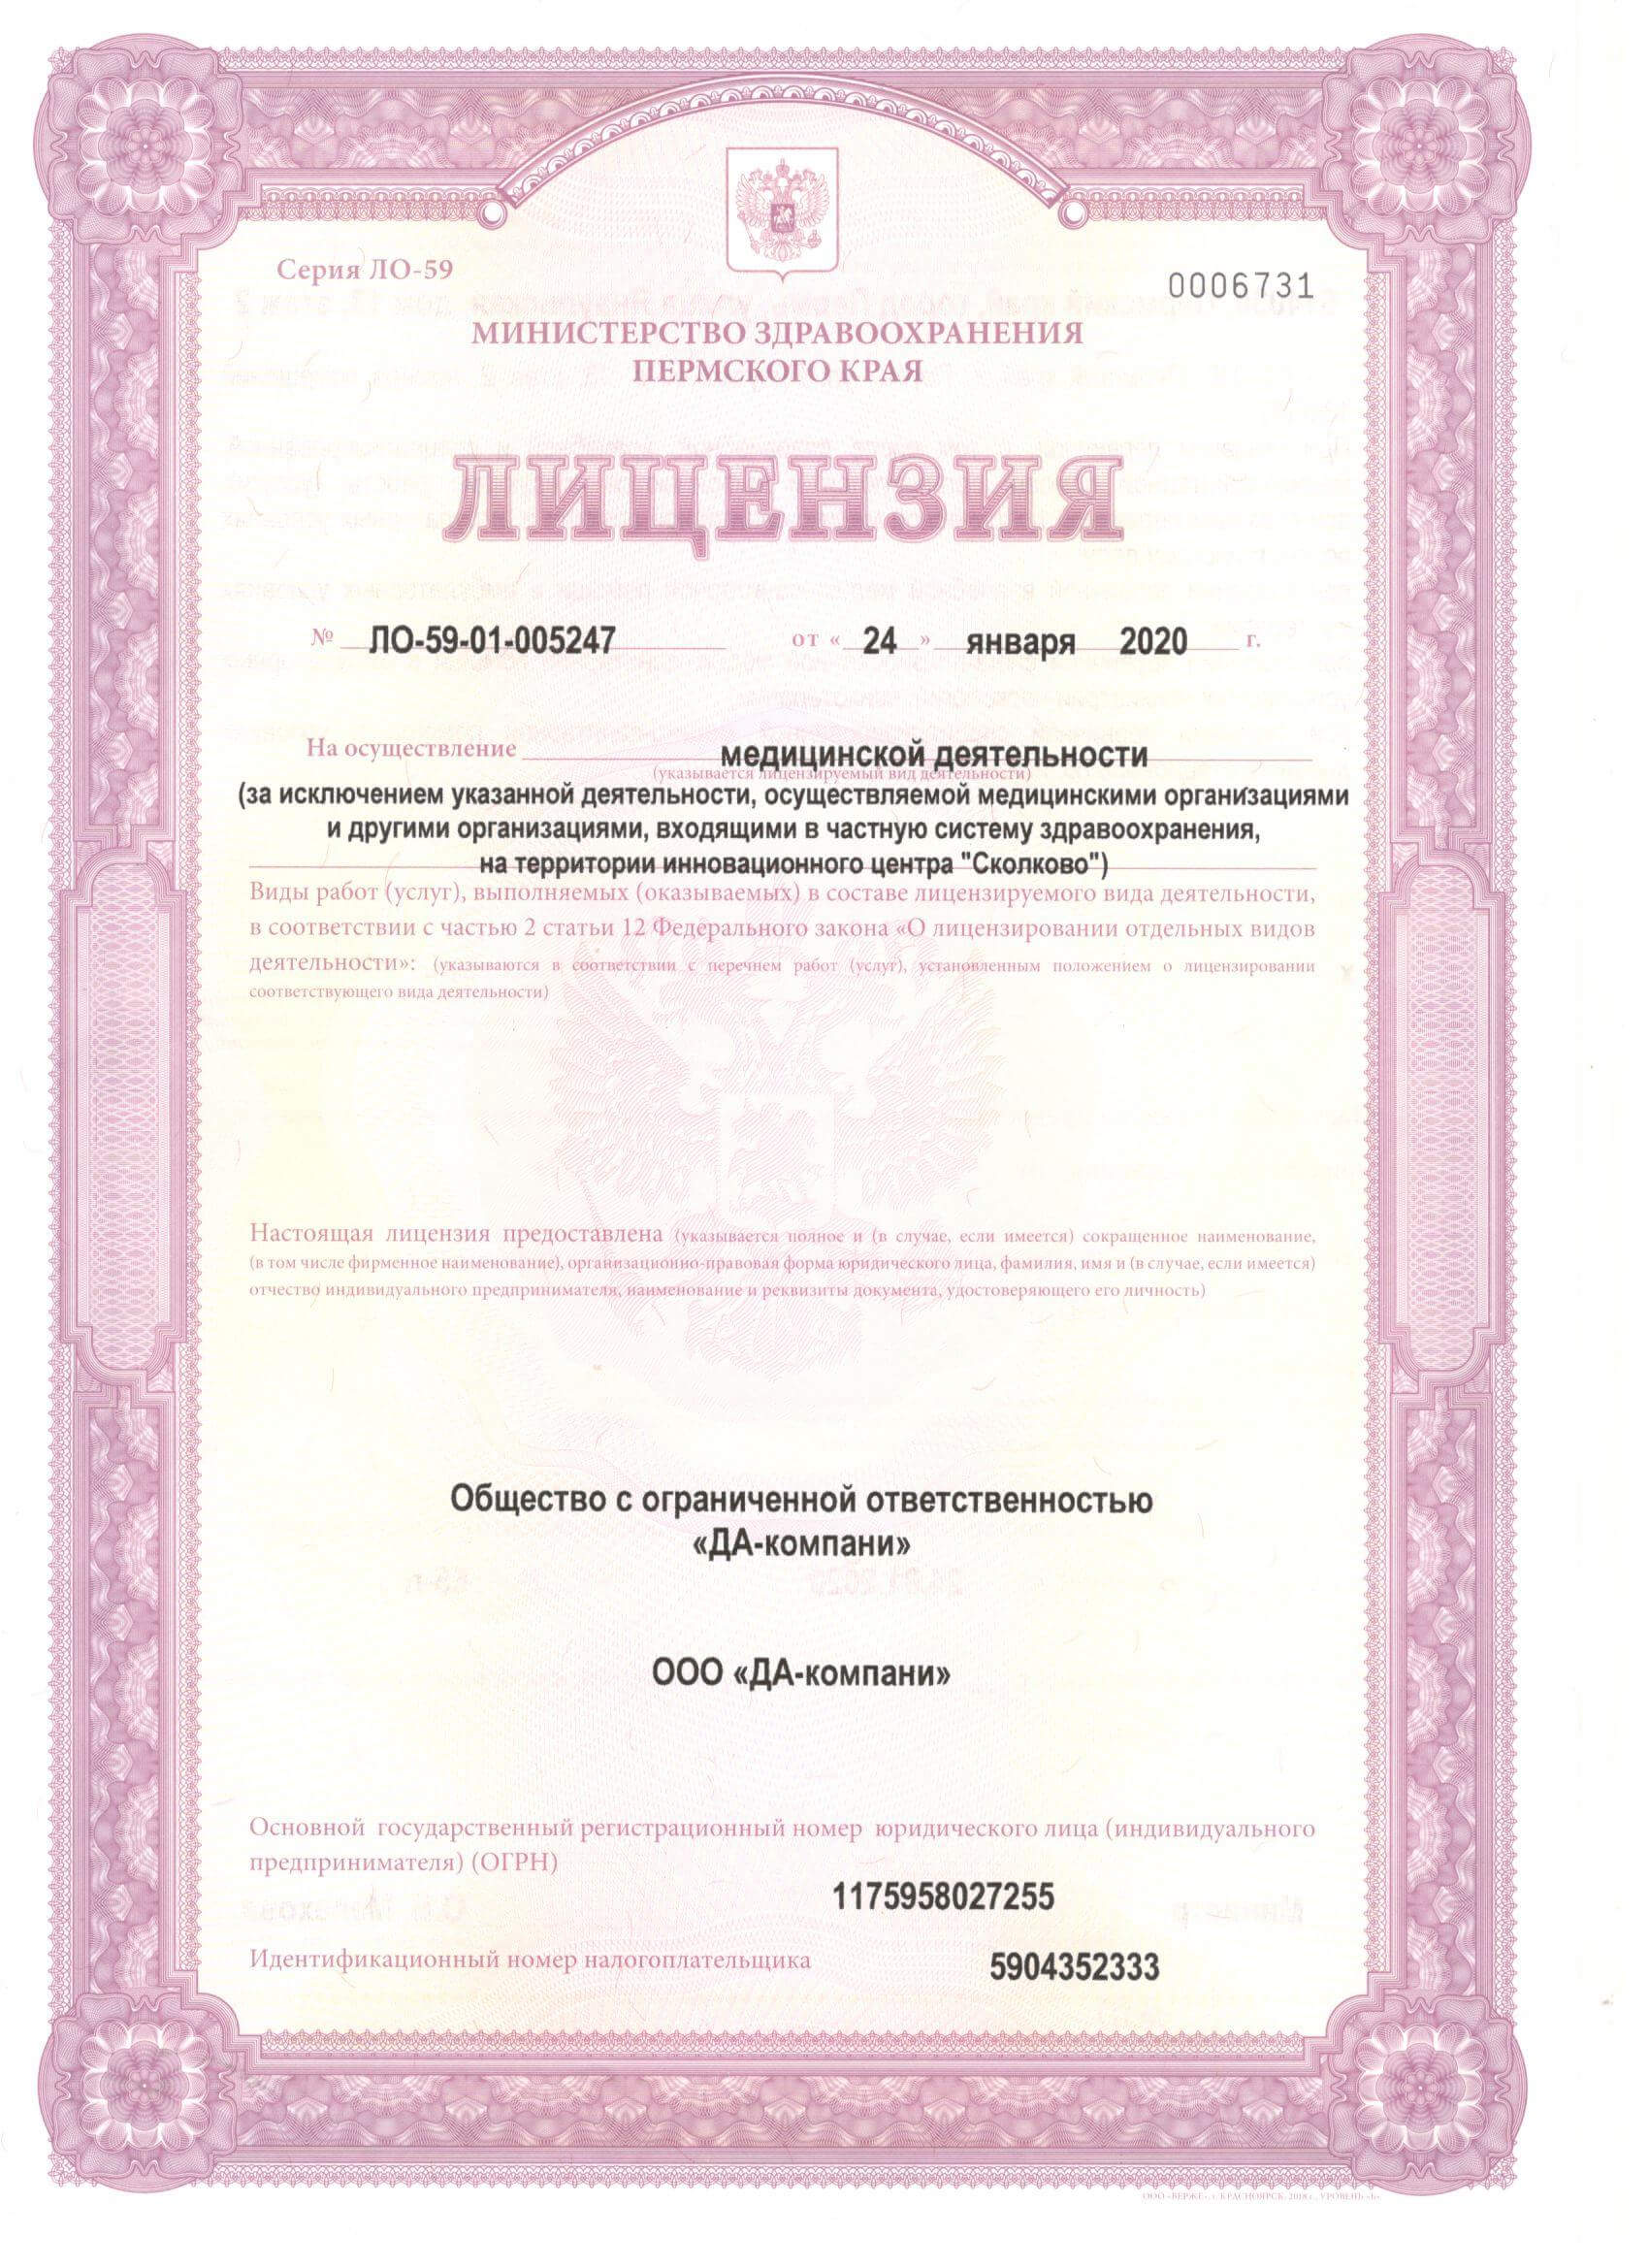 Серия ЛО-59
0006731
МИНИСТЕРСТВО ЗДРАВООХРАНЕНИЯ
ПЕРМСКОГО КРАЯ
ЛИЦЕНЗИЯ
№ ЛО-59-01-005247 от « 24 » января 2020 г.
На осуществление медицинской деятельности
(указывается лицензируемый вид деятельности)
(за исключением указанной деятельности, осуществляемой медицинскими организациями
и другими организациями, входящими в частную систему здравоохранения,
на территории инновационного центра "Сколково")
Виды работ (услуг), выполняемых (оказываемых) в составе лицензируемого вида деятельности,
в соответствии с частью 2 статьи 12 Федерального закона «О лицензировании отдельных видов
деятельности»: (указываются в соответствии с перечнем работ (услуг), установленным положением о лицензировании
соответствующего вида деятельности)
Настоящая лицензия предоставлена (указывается полное и (в случае, если имеется) сокращенное наименование,
(в том числе фирменное наименование), организационно-правовая форма юридического лица, фамилия, имя и (в случае, если имеется)
отчество индивидуального предпринимателя, наименование и реквизиты документа, удостоверяющего его личность)
Общество с ограниченной ответственностью
«ДА-компани»
ООО «ДА-компани»
Основной государственный регистрационный номер юридического лица (индивидуального
предпринимателя) (ОГРН)
1175958027255
Идентификационный номер налогоплательщика 5904352333
ООО «ВЕРЖЕ», г. КРАСНОЯРСК, 2018 г., УРОВЕНЬ «Б»